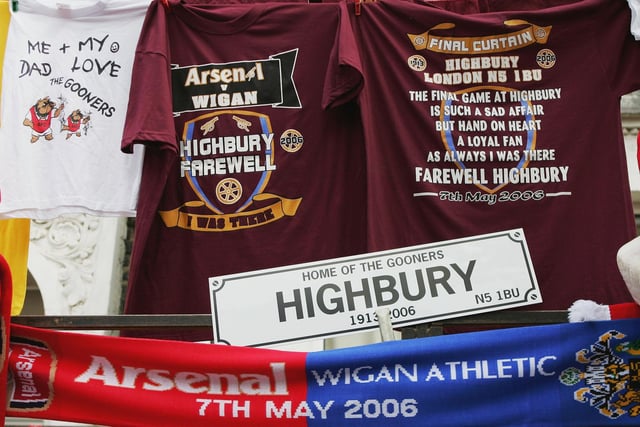 ME + MY
DAD LOVE
THE GOONERS
Arsenal
v
WIGAN
HIGHBURY
FAREWELL
2006
I WAS THERE
FINAL CURTAIN
1913
2006
HIGHBURY
LONDON N5 1BU
THE FINAL GAME AT HIGHBURY
IS SUCH A SAD AFFAIR
BUT HAND ON HEART
A LOYAL FAN
AS ALWAYS I WAS THERE
FAREWELL HIGHBURY
7th May 2006
HOME OF THE GOONERS
HIGHBURY
1913 2006
N5 1BU
Arsenal
Arsenal
7TH MAY 2006
WIGAN ATHLETIC